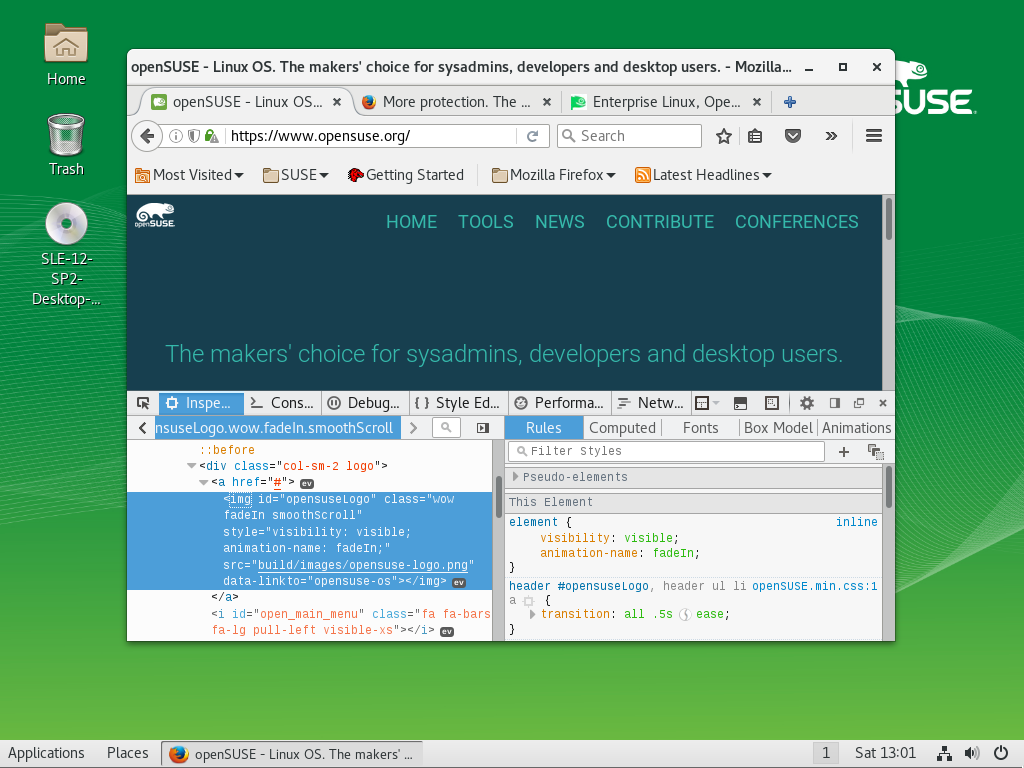 Home
Trash
SLE-12-
SP2-
Desktop-...
SUSE
openSUSE - Linux OS. The makers' choice for sysadmins, developers and desktop users. - Mozilla...
openSUSE - Linux OS...
More protection. The ...
Enterprise Linux, Ope...
https://www.opensuse.org/
Search
Most Visited
SUSE
Getting Started
Mozilla Firefox
Latest Headlines
openSUSE
HOME TOOLS NEWS CONTRIBUTE CONFERENCES
The makers' choice for sysadmins, developers and desktop users.
Inspe... Cons... Debug... { } Style Ed... Performa... Netw...
nsuseLogo.wow.fadeIn.smoothScroll
Rules Computed Fonts Box Model Animations
::before
<div class="col-sm-2 logo">
<a href="#"> ev
<img id="opensuseLogo" class="wow
fadeIn smoothScroll"
style="visibility: visible;
animation-name: fadeIn;"
src="build/images/opensuse-logo.png"
data-linkto="opensuse-os"></img> ev
</a>
<i id="open_main_menu" class="fa fa-bars
fa-lg pull-left visible-xs"></i> ev
Filter Styles
Pseudo-elements
This Element
element { inline
visibility: visible;
animation-name: fadeIn;
}
header #opensuseLogo, header ul li openSUSE.min.css:1
a {
transition: all .5s ease;
}
Applications Places openSUSE - Linux OS. The makers' ... 1 Sat 13:01